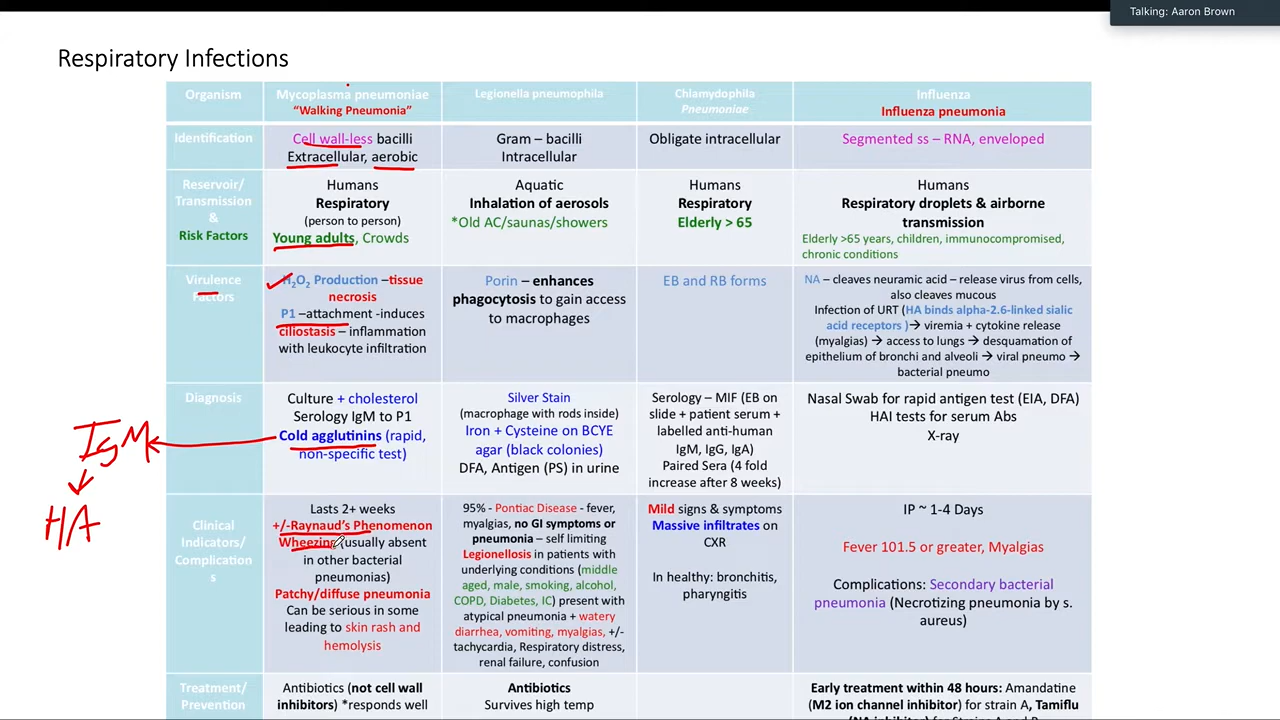 Talking: Aaron Brown
Respiratory Infections
Organism
Mycoplasma pneumoniae
"Walking Pneumonia"
Legionella pneumophila
Chlamydophila
Pneumoniae
Influenza
Influenza pneumonia
Identification
Cell wall-less bacilli
Extracellular, aerobic
Gram – bacilli
Intracellular
Obligate intracellular
Segmented ss – RNA, enveloped
Reservoir/
Transmission
&
Risk Factors
Humans
Respiratory
(person to person)
Young adults, Crowds
Aquatic
Inhalation of aerosols
*Old AC/saunas/showers
Humans
Respiratory
Elderly > 65
Humans
Respiratory droplets & airborne
transmission
Elderly >65 years, children, immunocompromised,
chronic conditions
Virulence
Factors
H2O2 Production –tissue
necrosis
P1 –attachment -induces
ciliostasis – inflammation
with leukocyte infiltration
Porin – enhances
phagocytosis to gain access
to macrophages
EB and RB forms
NA – cleaves neuramic acid – release virus from cells,
also cleaves mucous
Infection of URT (HA binds alpha-2.6-linked sialic
acid receptors )→ viremia + cytokine release
(myalgias) → access to lungs → desquamation of
epithelium of bronchi and alveoli → viral pneumo →
bacterial pneumo
Diagnosis
Culture + cholesterol
Serology IgM to P1
Cold agglutinins (rapid,
non-specific test)
Silver Stain
(macrophage with rods inside)
Iron + Cysteine on BCYE
agar (black colonies)
DFA, Antigen (PS) in urine
Serology – MIF (EB on
slide + patient serum +
labelled anti-human
IgM, IgG, IgA)
Paired Sera (4 fold
increase after 8 weeks)
Nasal Swab for rapid antigen test (EIA, DFA)
HAI tests for serum Abs
X-ray
IgM
HA
Clinical
Indicators/
Complication
s
Lasts 2+ weeks
+/-Raynaud's Phenomenon
Wheezing (usually absent
in other bacterial
pneumonias)
Patchy/diffuse pneumonia
Can be serious in some
leading to skin rash and
hemolysis
95% - Pontiac Disease - fever,
myalgias, no GI symptoms or
pneumonia – self limiting
Legionellosis in patients with
underlying conditions (middle
aged, male, smoking, alcohol,
COPD, Diabetes, IC) present with
atypical pneumonia + watery
diarrhea, vomiting, myalgias, +/-
tachycardia, Respiratory distress,
renal failure, confusion
Mild signs & symptoms
Massive infiltrates on
CXR
In healthy: bronchitis,
pharyngitis
IP ~ 1-4 Days
Fever 101.5 or greater, Myalgias
Complications: Secondary bacterial
pneumonia (Necrotizing pneumonia by s.
aureus)
Treatment/
Prevention
Antibiotics (not cell wall
inhibitors) *responds well
Antibiotics
Survives high temp
Early treatment within 48 hours: Amandatine
(M2 ion channel inhibitor) for strain A, Tamiflu
(NA inhibitor) for Strains A and B